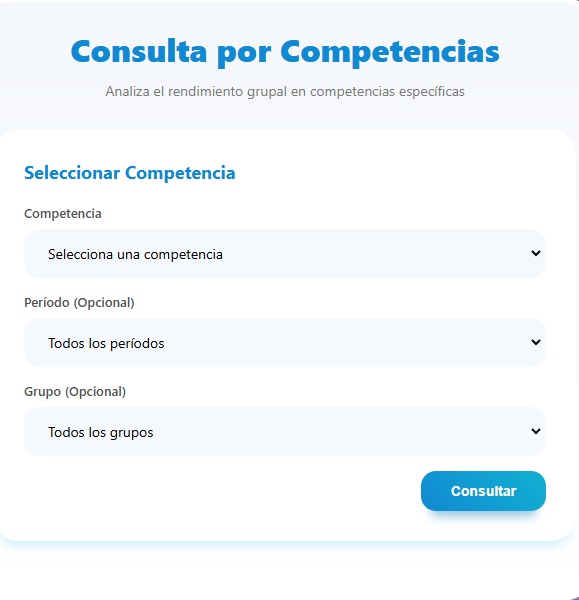 Consulta por Competencias
Analiza el rendimiento grupal en competencias específicas
Seleccionar Competencia
Competencia
Selecciona una competencia
Período (Opcional)
Todos los períodos
Grupo (Opcional)
Todos los grupos
Consultar